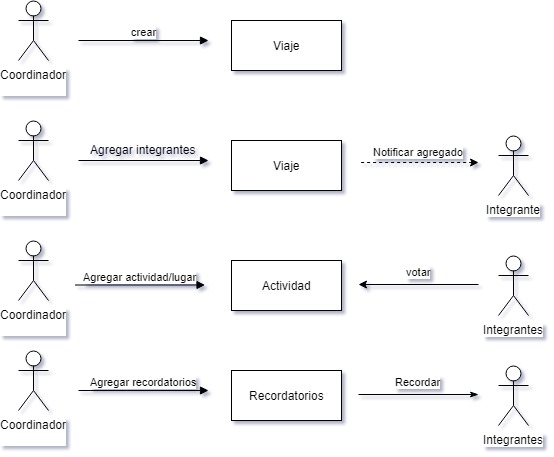 crear
Viaje
Coordinador
Agregar integrantes
Viaje
Notificar agregado
Coordinador
Integrante
Agregar actividad/lugar
Actividad
votar
Coordinador
Integrantes
Agregar recordatorios
Recordatorios
Recordar
Coordinador
Integrantes